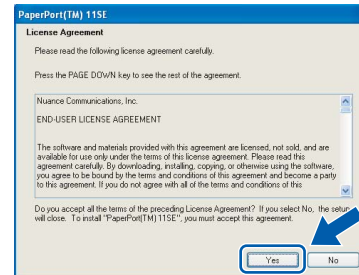 PaperPort(TM) 11SE
License Agreement
Please read the following license agreement carefully.
Press the PAGE DOWN key to see the rest of the agreement.
Nuance Communications, Inc.
END-USER LICENSE AGREEMENT
The software and materials provided with this agreement are licensed, not sold, and are
available for use only under the terms of this license agreement. Please read this
agreement carefully. By downloading, installing, copying, or otherwise using the software,
you agree to be bound by the terms and conditions of this agreement and become a party
to this agreement. If you do not agree with all of the terms and conditions of this
Do you accept all the terms of the preceding License Agreement? If you select No, the setup
will close. To install "PaperPort(TM) 11SE", you must accept this agreement.
Yes
No